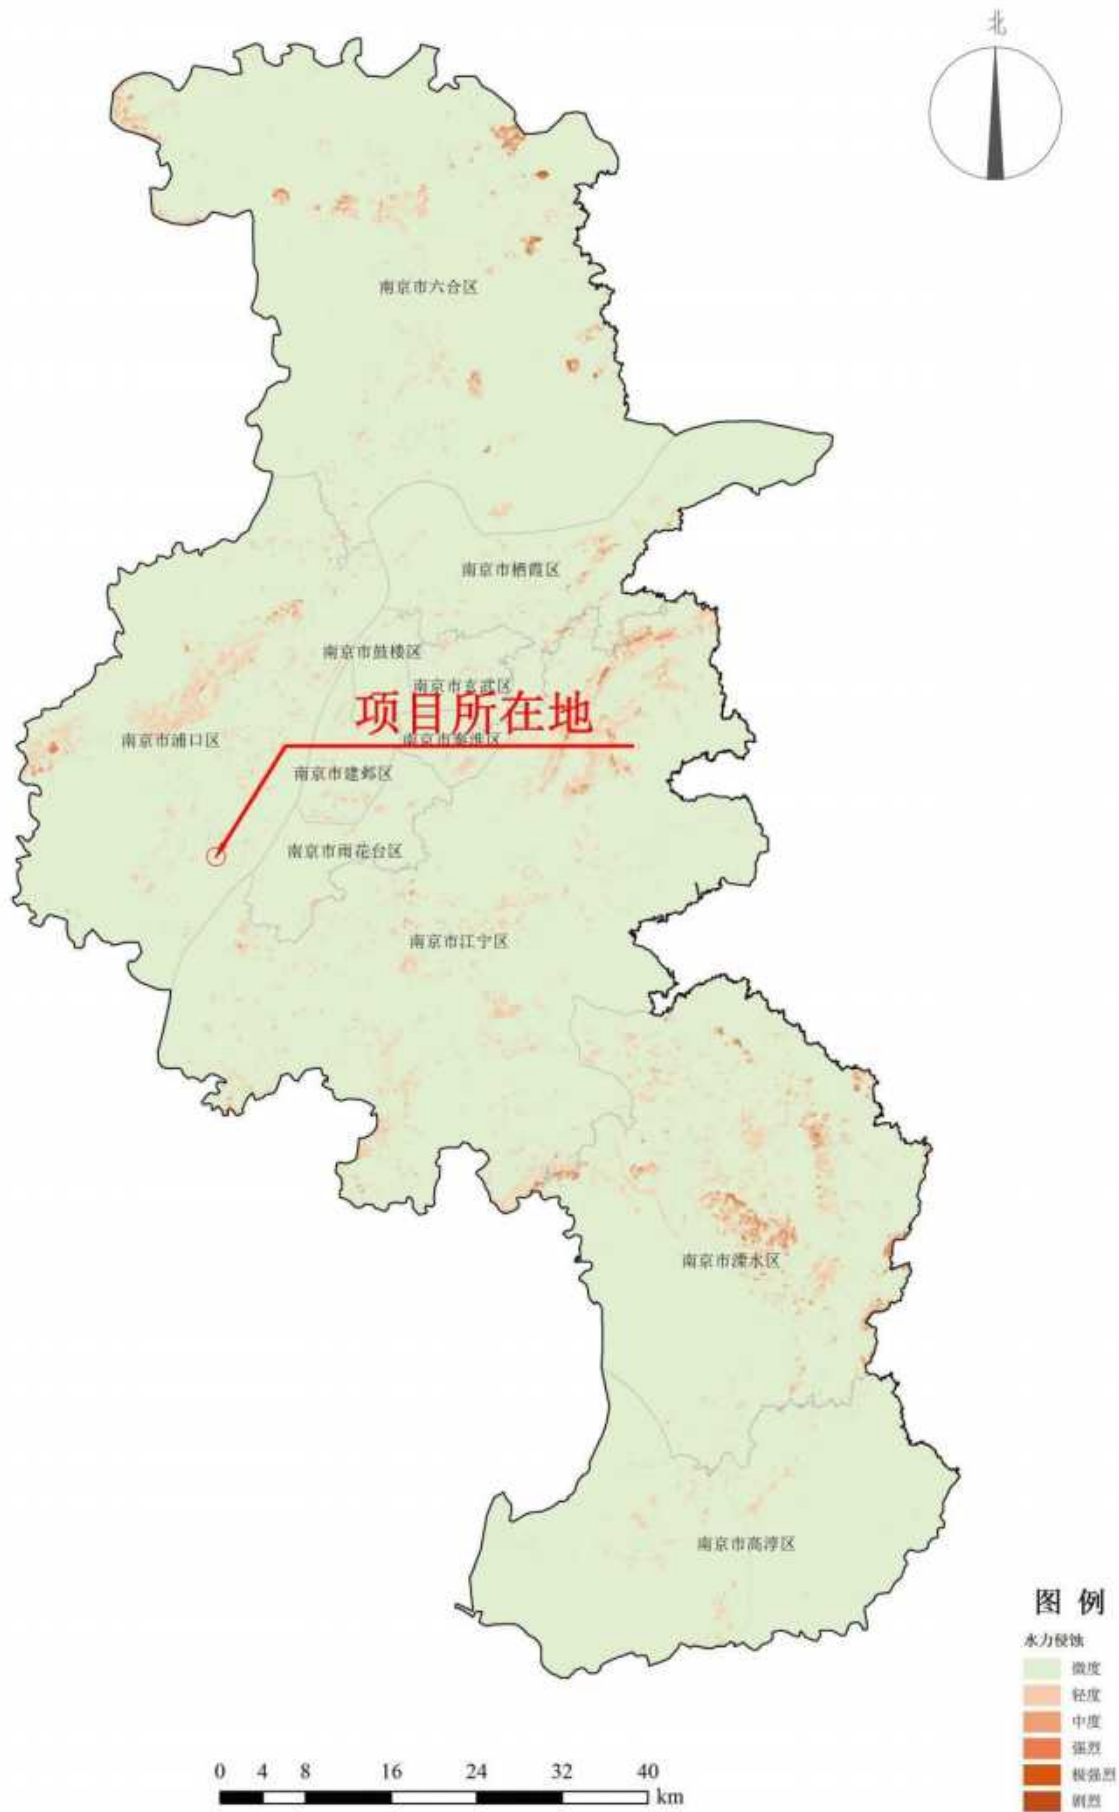 北
南京市六合区
南京市栖霞区
南京市鼓楼区
南京市玄武区
项目所在地
南京市浦口区
南京市秦淮区
南京市建邺区
南京市雨花台区
南京市江宁区
南京市溧水区
南京市高淳区
图 例
水力侵蚀
微度
轻度
中度
强烈
极强烈
剧烈
0 4 8 16 24 32 40
km